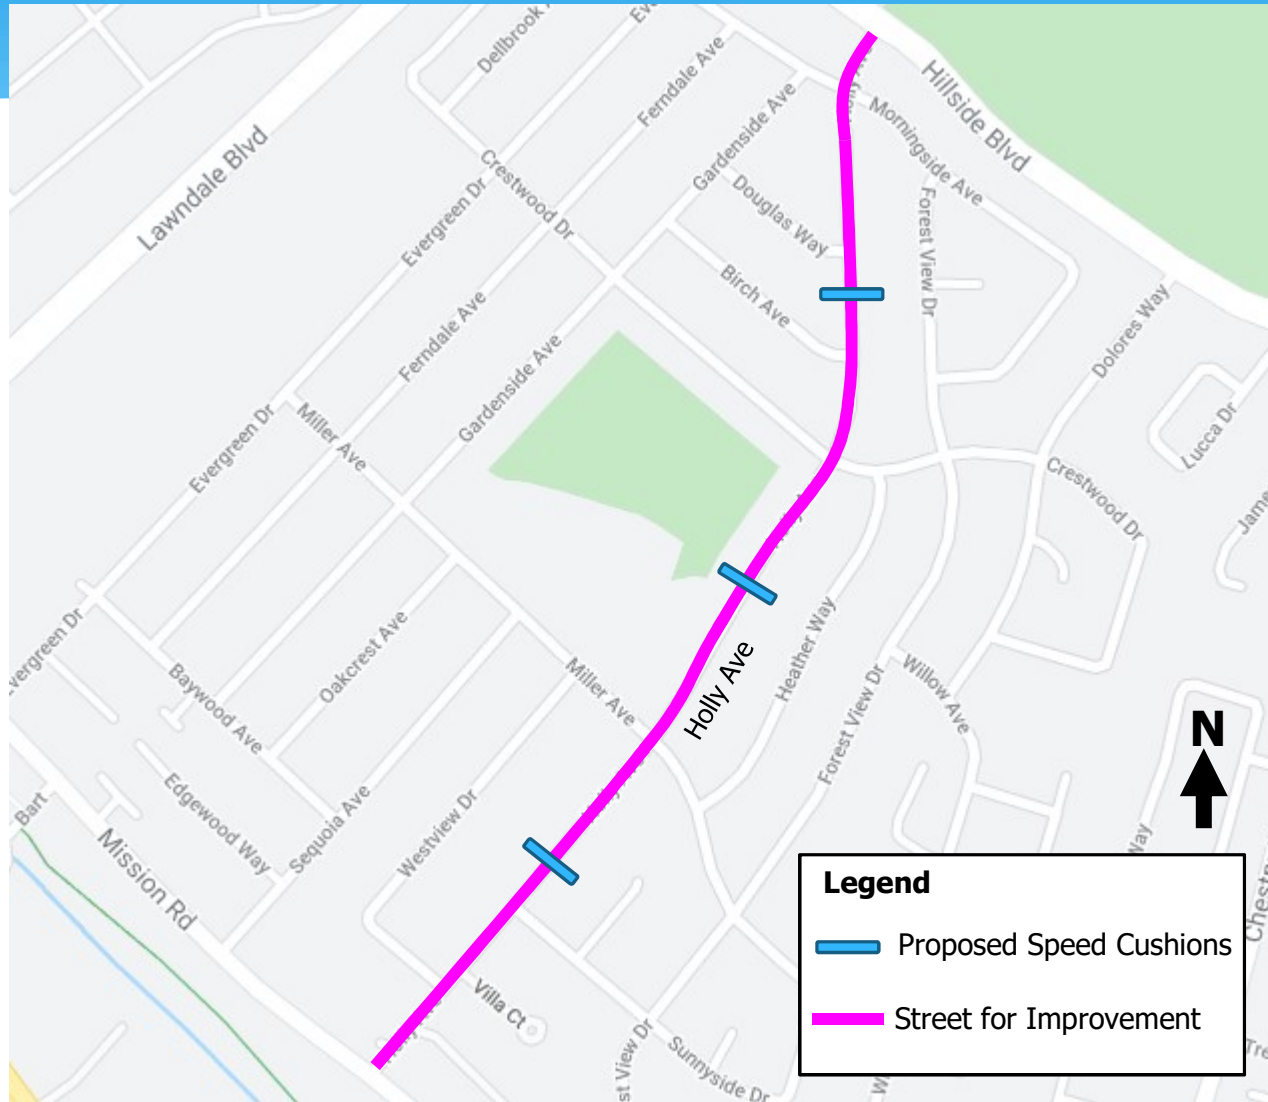 Dellbrook
Ferndale Ave
Gardenside Ave
Hillside Blvd
Morningside Ave
Lawndale Blvd
Crestwood Dr
Evergreen Dr
Douglas Way
Forest View Dr
Birch Ave
Dolores Way
Ferndale Ave
Gardenside Ave
Miller Ave
Evergreen Dr
Lucca Dr
Crestwood Dr
Holly Ave
Heather Way
Oakcrest Ave
Baywood Ave
Miller Ave
Willow Ave
Forest View Dr
N
Edgewood Way
Sequoia Ave
Westview Dr
Bart
Mission Rd
Way
Villa Ct
Sunnyside Dr
st View Dr
Legend
Proposed Speed Cushions
Street for Improvement